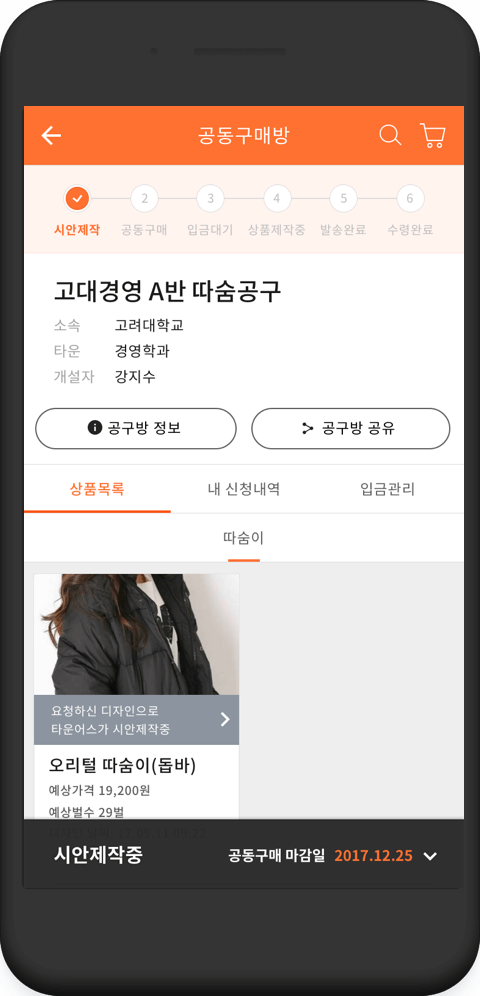 공동구매방
2 3 4 5 6
시안제작 공동구매 입금대기 상품제작중 발송완료 수령완료
고대경영 A반 따숨공구
소속 고려대학교
타운 경영학과
개설자 강지수
공구방 정보 공구방 공유
상품목록 내 신청내역 입금관리
따숨이
요청하신 디자인으로
타운어스가 시안제작중
오리털 따숨이(돕바)
예상가격 19,200원
예상벌수 29벌
시안제작중 공동구매 마감일 2017.12.25